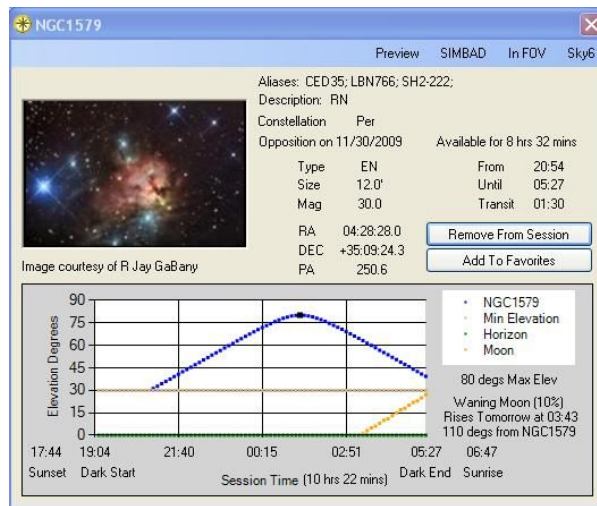 NGC1579
Preview SIMBAD In FOV Sky6
Aliases: CED35; LBN766; SH2-222;
Description: RN
Constellation Per
Opposition on 11/30/2009 Available for 8 hrs 32 mins
Type EN From 20:54
Size 12.0' Until 05:27
Mag 30.0 Transit 01:30
RA 04:28:28.0 Remove From Session
DEC +35:09:24.3 Add To Favorites
PA 250.6
Image courtesy of R Jay GaBany
Elevation Degrees
90
75
60
45
30
15
0
NGC1579
Min Elevation
Horizon
Moon
80 degs Max Elev
Waning Moon (10%)
Rises Tomorrow at 03:43
110 degs from NGC1579
17:44 19:04 21:40 00:15 02:51 05:27 06:47
Sunset Dark Start Session Time (10 hrs 22 mins) Dark End Sunrise